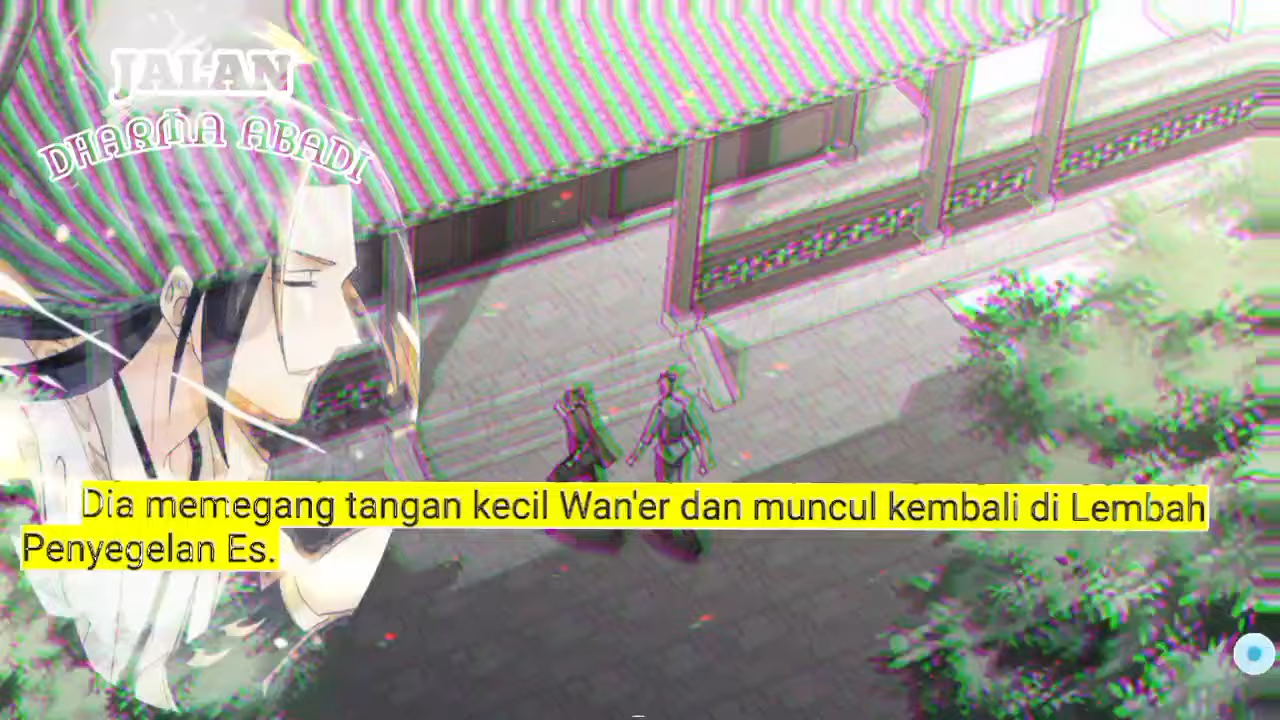 JALAN
DHARMA ABADI
Dia memegang tangan kecil Wan'er dan muncul kembali di Lembah
Penyegelan Es.